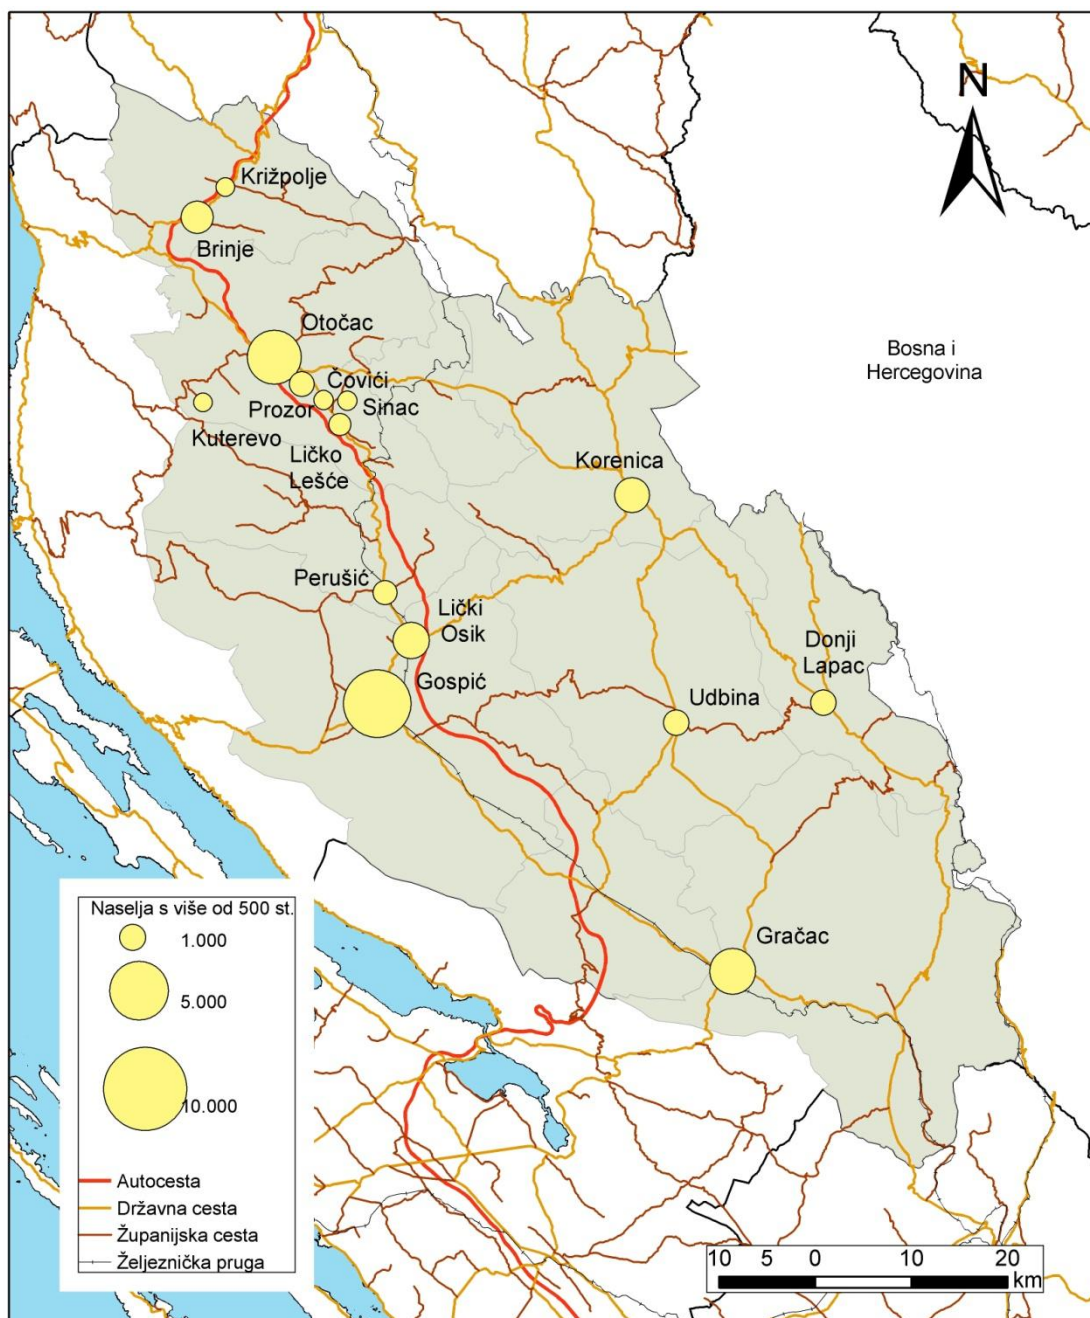 N
Križpolje
Brinje
Otočac
Bosna i
Hercegovina
Čovići
Prozor
Sinac
Kuterevo
Ličko
Lešće
Korenica
Perušić
Lički
Osik
Donji
Lapac
Gospić
Udbina
Gračac
Naselja s više od 500 st.
1.000
5.000
10.000
Autocesta
Državna cesta
Županijska cesta
Željeznička pruga
10 5 0 10 20
km